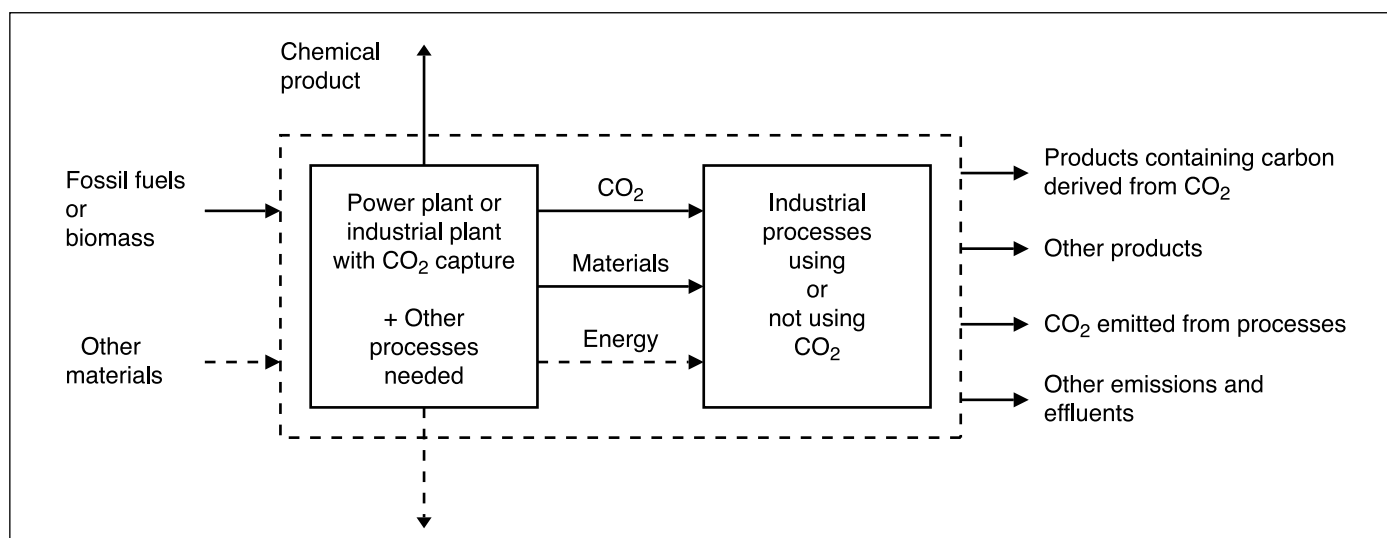 Chemical
product
Fossil fuels
or
biomass
Other
materials
Power plant or
industrial plant
with CO₂ capture
+ Other
processes
needed
CO₂
Materials
Energy
Industrial
processes
using
or
not using
CO₂
Products containing carbon
derived from CO₂
Other products
CO₂ emitted from processes
Other emissions and
effluents